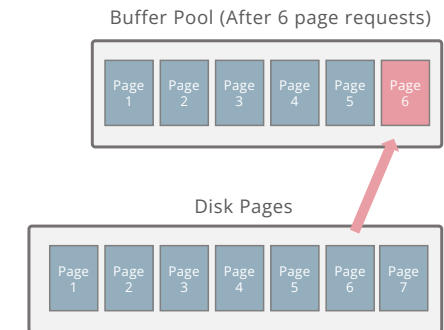 Buffer Pool (After 6 page requests)
Page Page Page Page Page Page
1 2 3 4 5 6
Disk Pages
Page Page Page Page Page Page Page
1 2 3 4 5 6 7